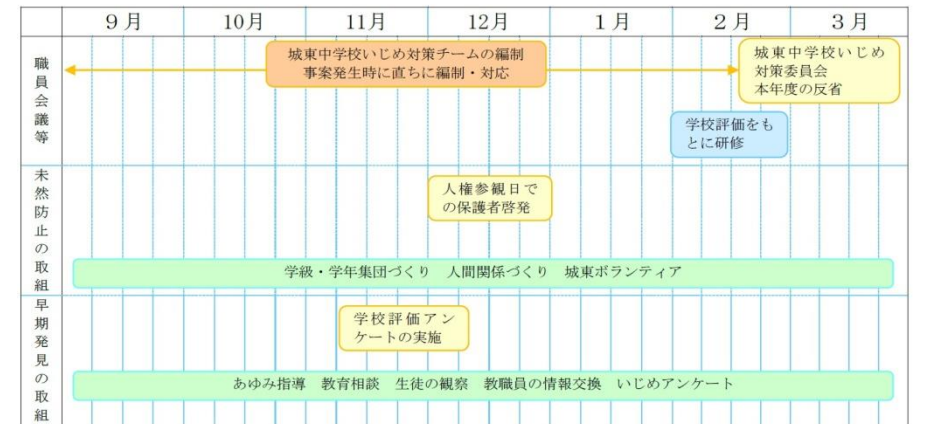 9月 10月 11月 12月 1月 2月 3月
職員会議等
城東中学校いじめ対策チームの編制
事案発生時に直ちに編制・対応
城東中学校いじめ
対策委員会
本年度の反省
学校評価をも
とに研修
未然防止の取組
人権参観日で
の保護者啓発
学級・学年集団づくり 人間関係づくり 城東ボランティア
早期発見の取組
学校評価アン
ケートの実施
あゆみ指導 教育相談 生徒の観察 教職員の情報交換 いじめアンケート